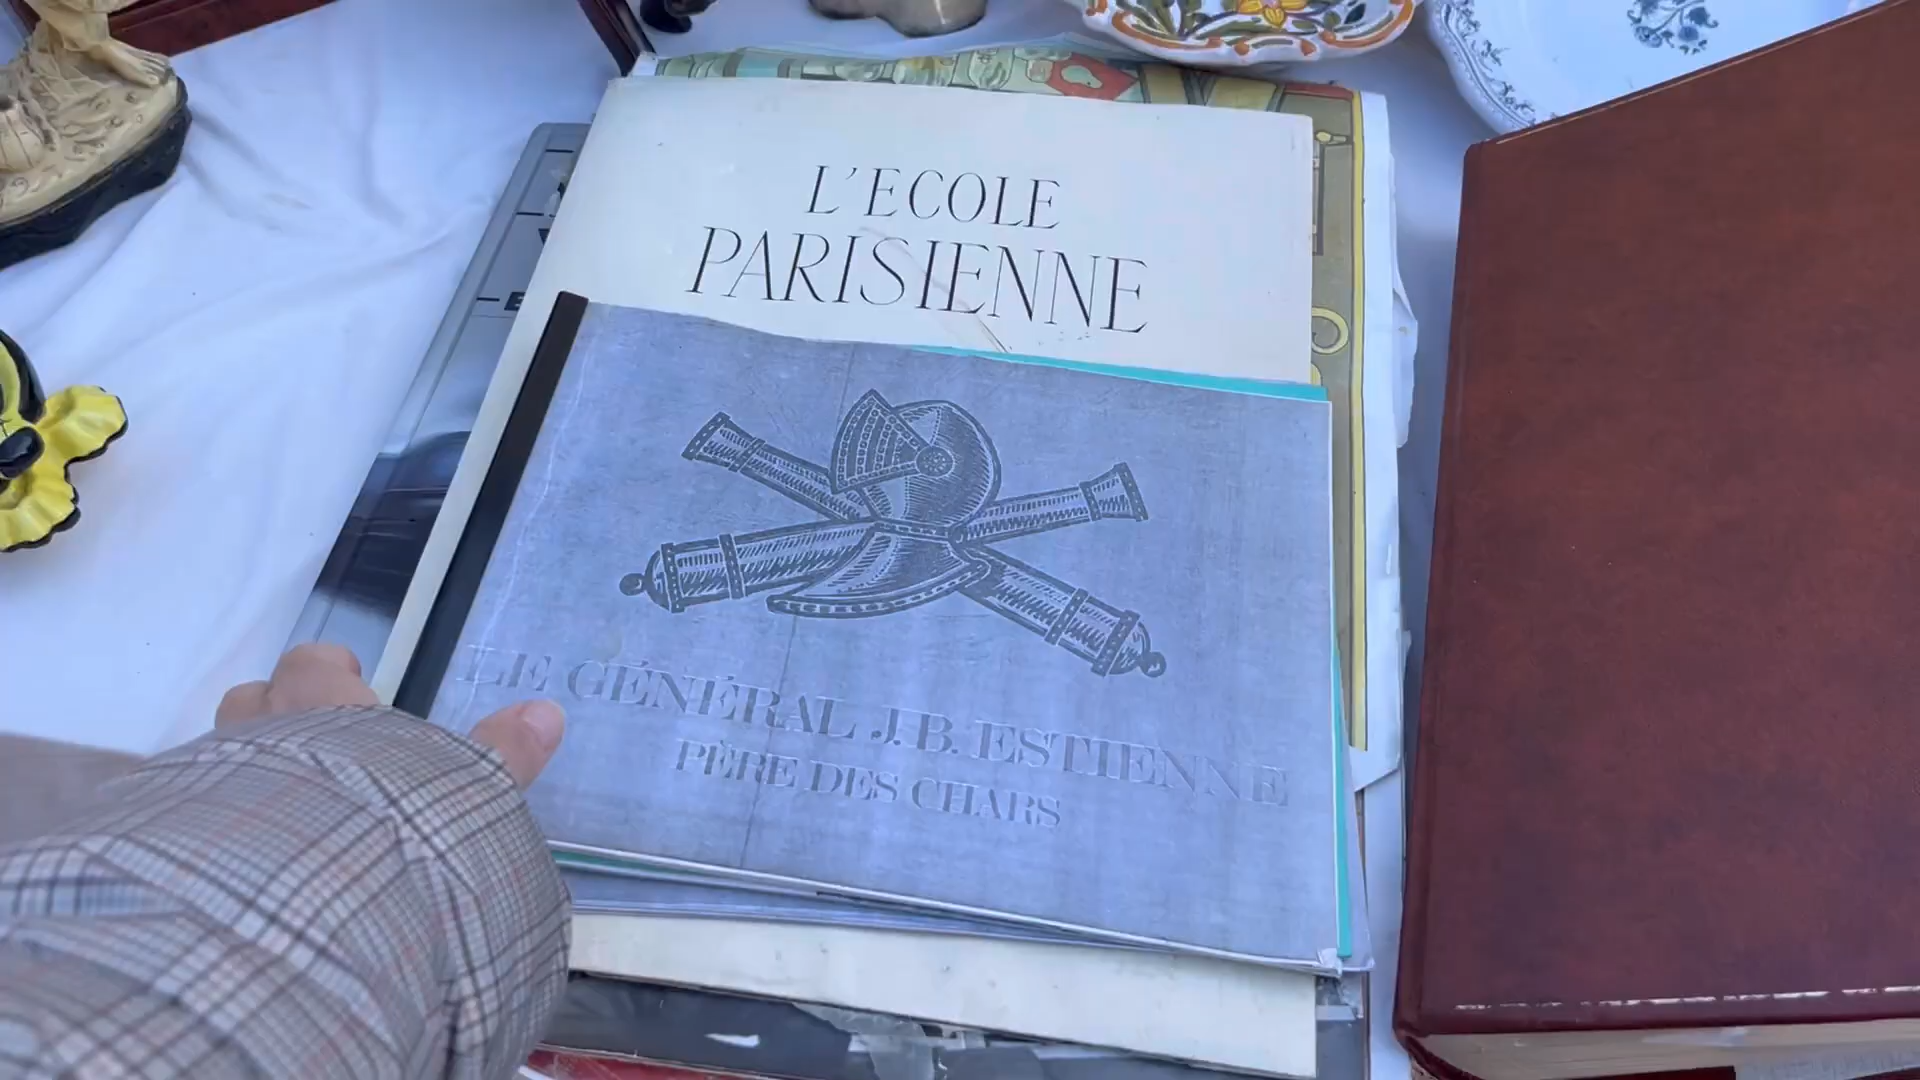 L'ECOLE
PARISIENNE
LE GÉNÉRAL J.B. ESTIENNE
PÈRE DES CHARS